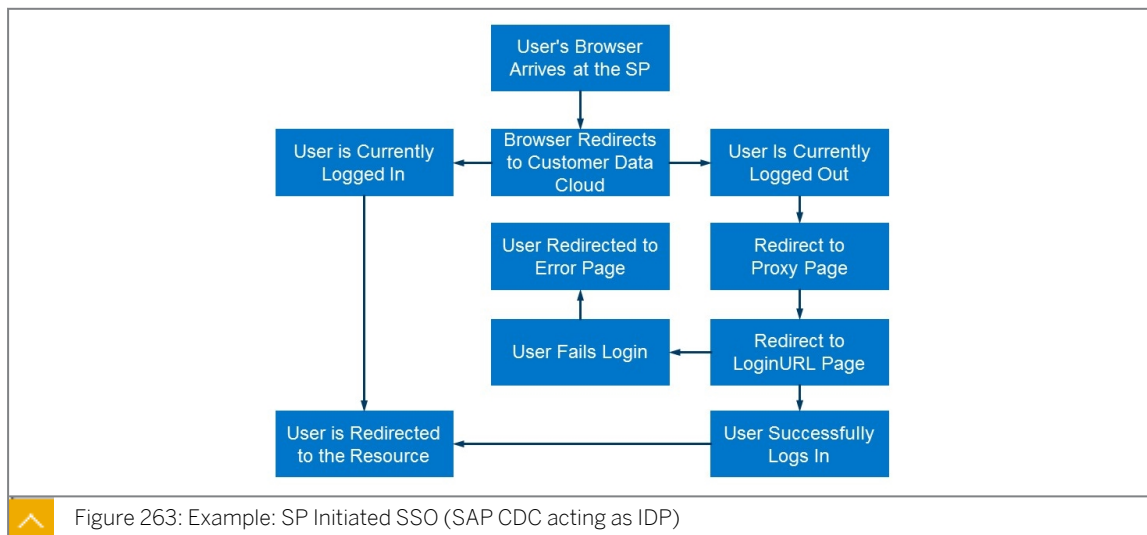 User's Browser
Arrives at the SP
User is Currently
Logged In
Browser Redirects
to Customer Data
Cloud
User Is Currently
Logged Out
User Redirected to
Error Page
Redirect to
Proxy Page
User Fails Login
Redirect to
LoginURL Page
User is Redirected
to the Resource
User Successfully
Logs In
Figure 263: Example: SP Initiated SSO (SAP CDC acting as IDP)